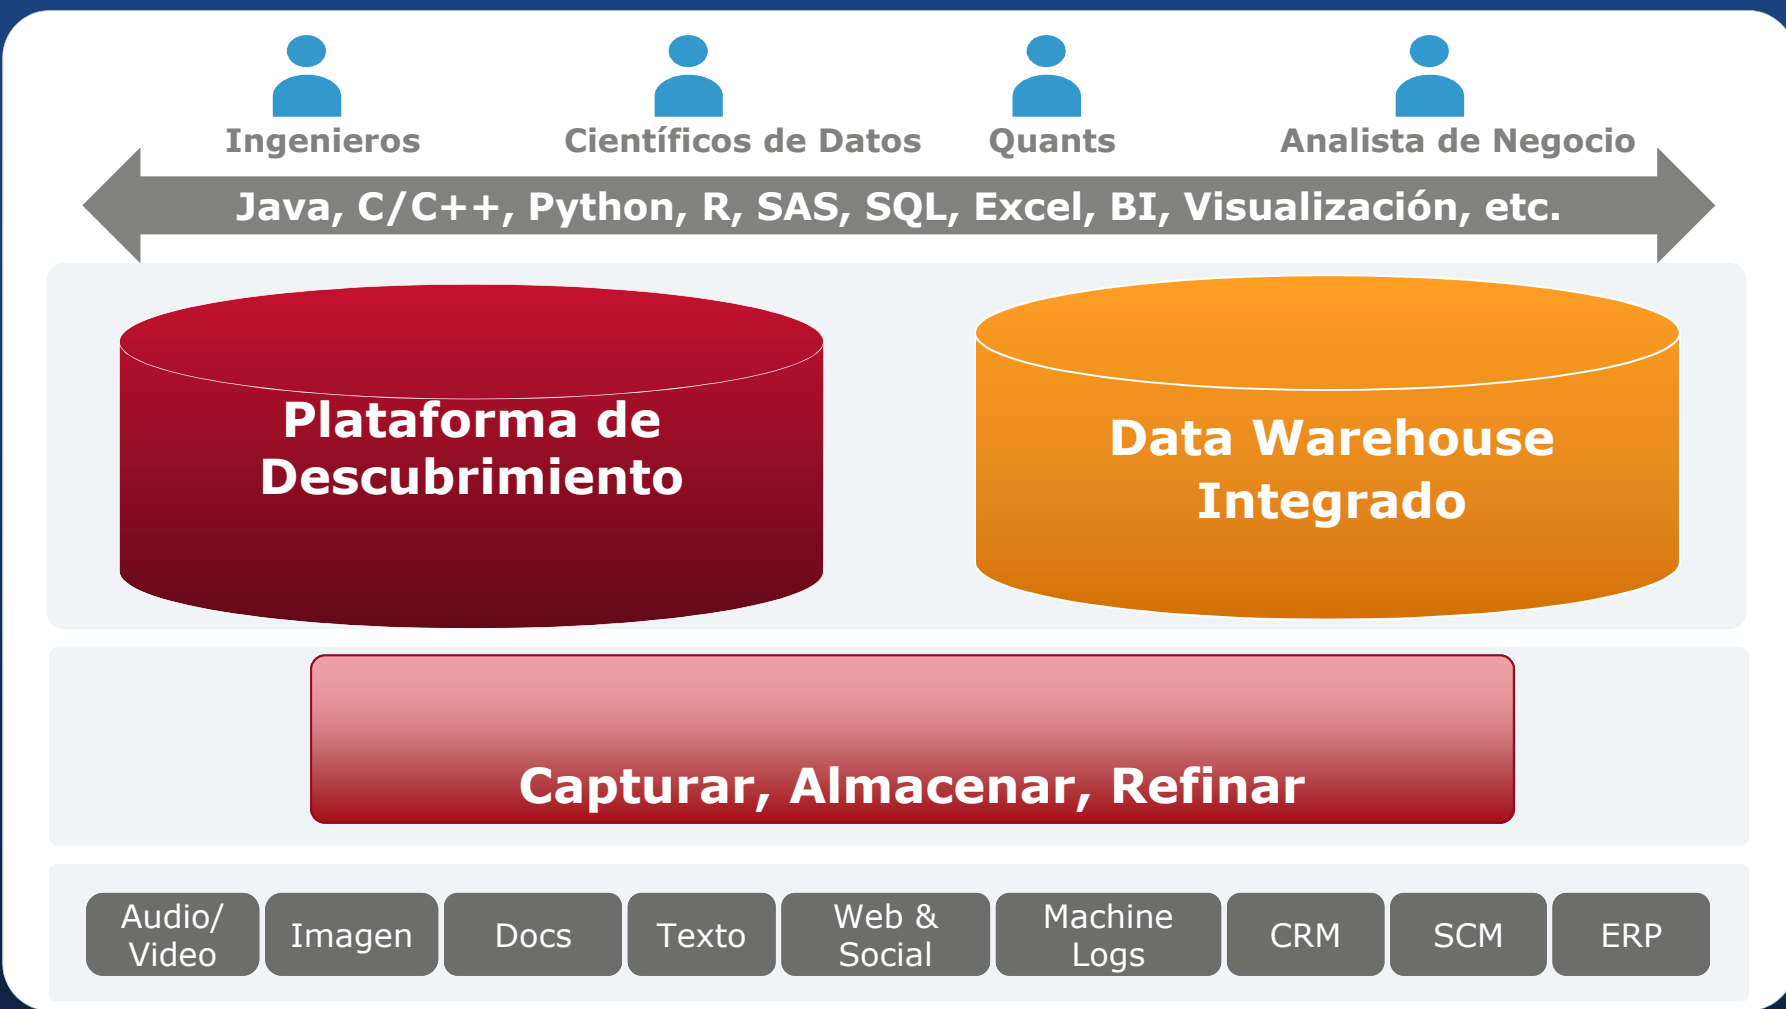 Ingenieros
Científicos de Datos
Quants
Analista de Negocio
Java, C/C++, Python, R, SAS, SQL, Excel, BI, Visualización, etc.
Plataforma de
Descubrimiento
Data Warehouse
Integrado
Capturar, Almacenar, Refinar
Audio/
Video
Imagen
Docs
Texto
Web &
Social
Machine
Logs
CRM
SCM
ERP